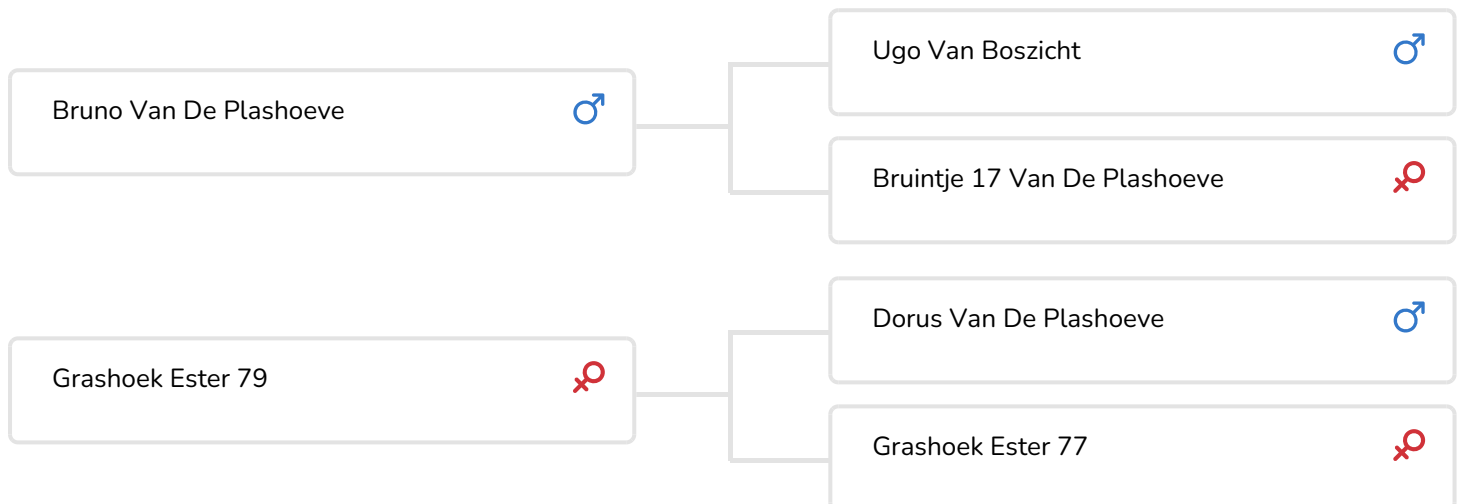 Ugo Van Boszicht
Bruno Van De Plashoeve
Bruintje 17 Van De Plashoeve
Dorus Van De Plashoeve
Grashoek Ester 79
Grashoek Ester 77